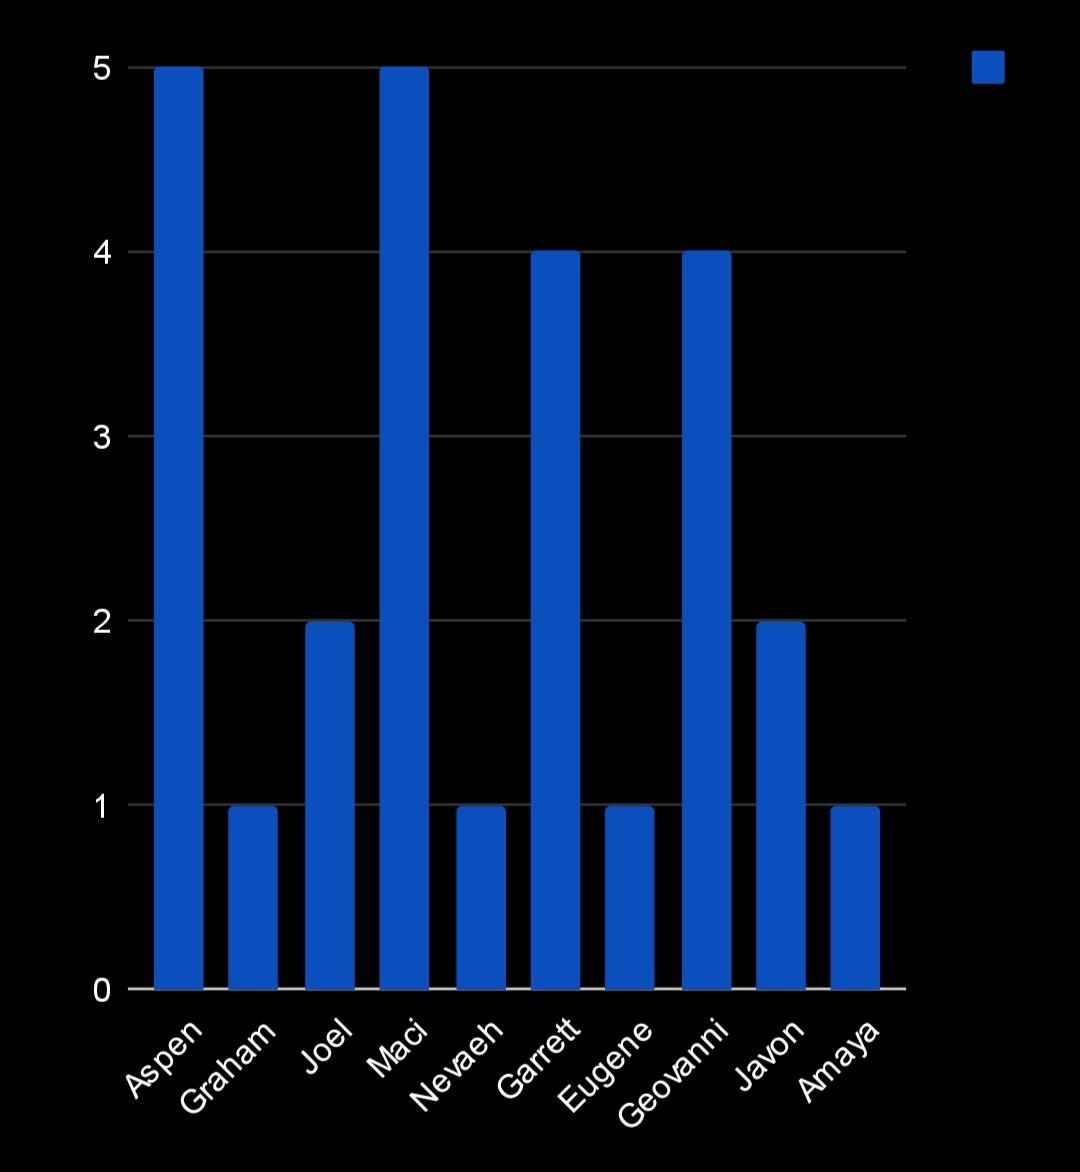 5
4
3
2
1
0
Aspen
Graham
Joel
Maci
Nevaeh
Garrett
Eugene
Geovanni
Javon
Amaya